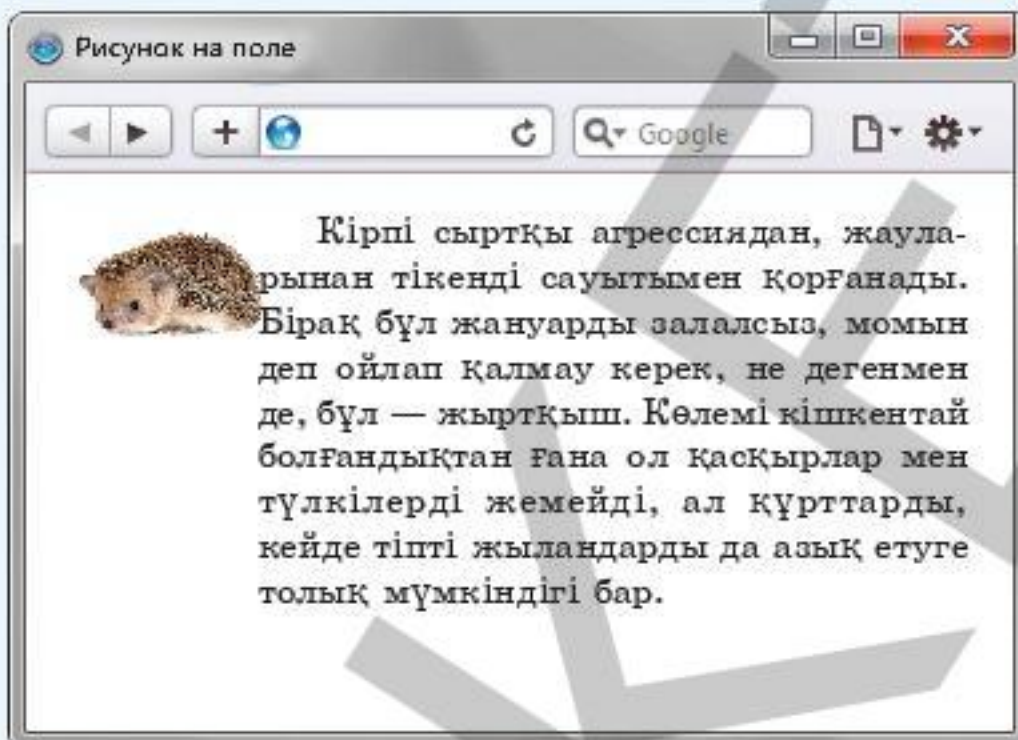 Рисунок на поле
Google
Кірпі сыртқы агрессиядан, жаула-
рынан тікенді сауытымен қорғанады.
Бірақ бұл жануарды залалсыз, момын
деп ойлап қалмау керек, не дегенмен
де, бұл — жыртқыш. Көлемі кішкентай
болғандықтан ғана ол қасқырлар мен
түлкілерді жемейді, ал құрттарды,
кейде тіпті жыландарды да азық етуге
толық мүмкіндігі бар.